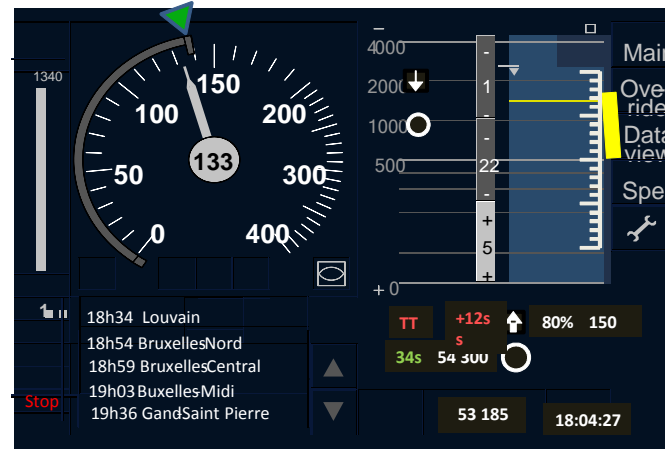 4000
Main
1340
150
2000
1
Over
ride
100
200
1000
Data
view
133
500
22
50
300
Spe
+
0
400
5
+
+ 0
18h34 Louvain
TT
+12s
s
80% 150
18h54 BruxellesNord
34s
54 300
18h59 BruxellesCentral
19h03 Buxelles-Midi
Stop
19h36 GandSaint Pierre
53 185
18:04:27